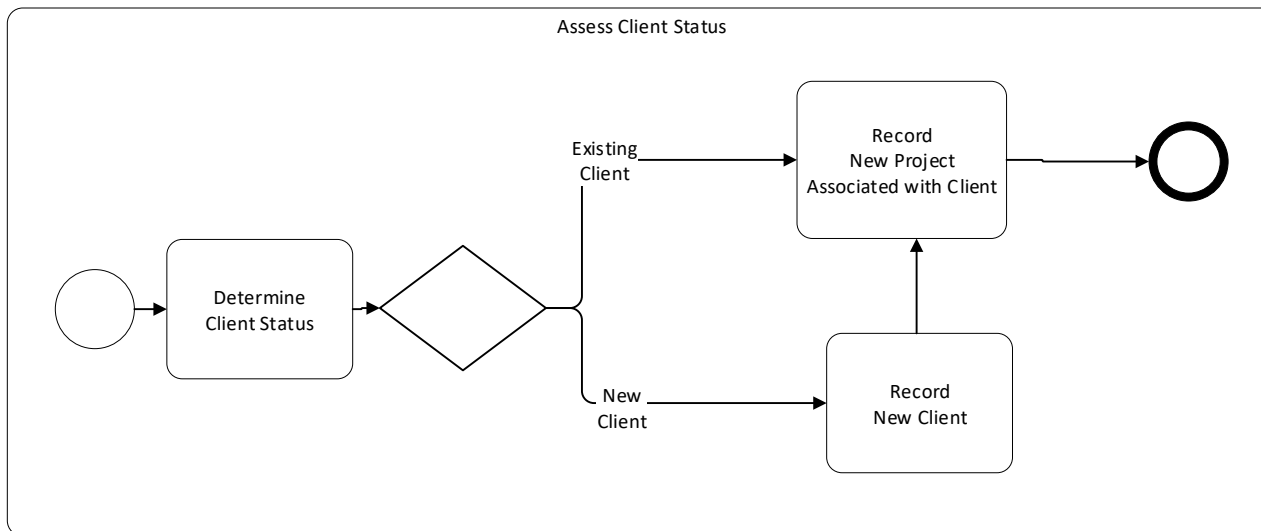 Assess Client Status
Record
New Project
Associated with Client
Existing
Client
Determine
Client Status
New
Client
Record
New Client